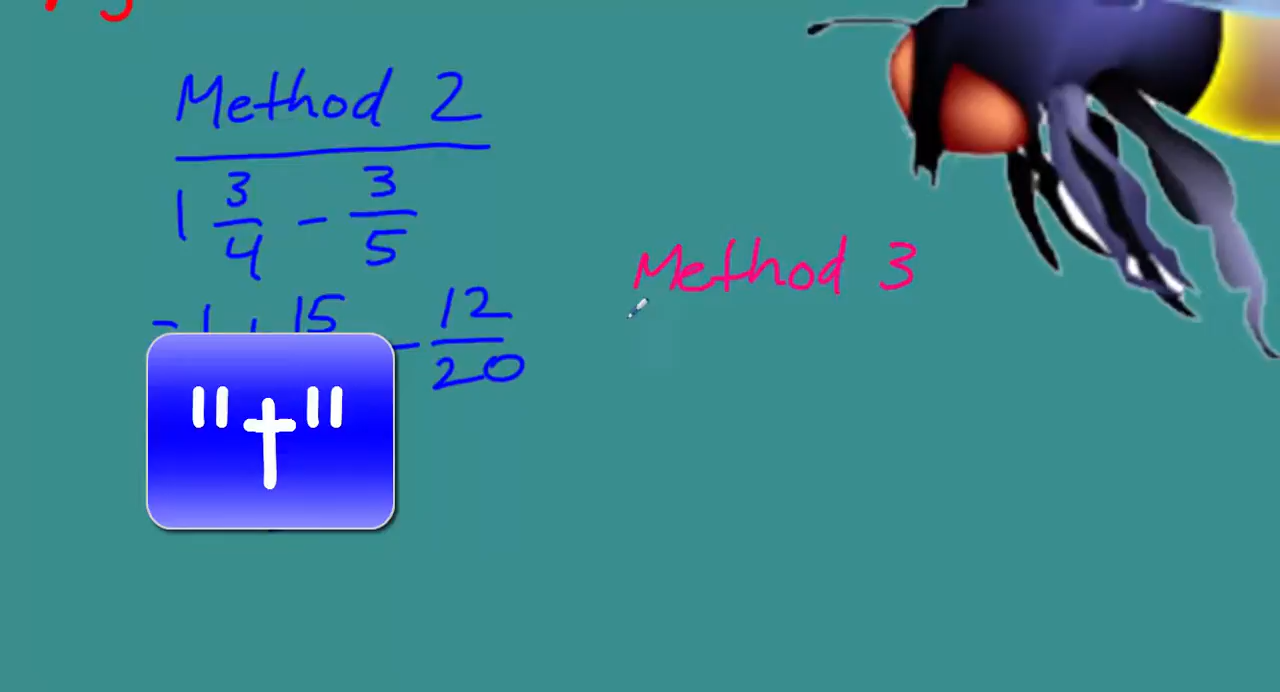 Method 2
1 3/4 - 3/5
15 - 12/20
"t"
Method 3